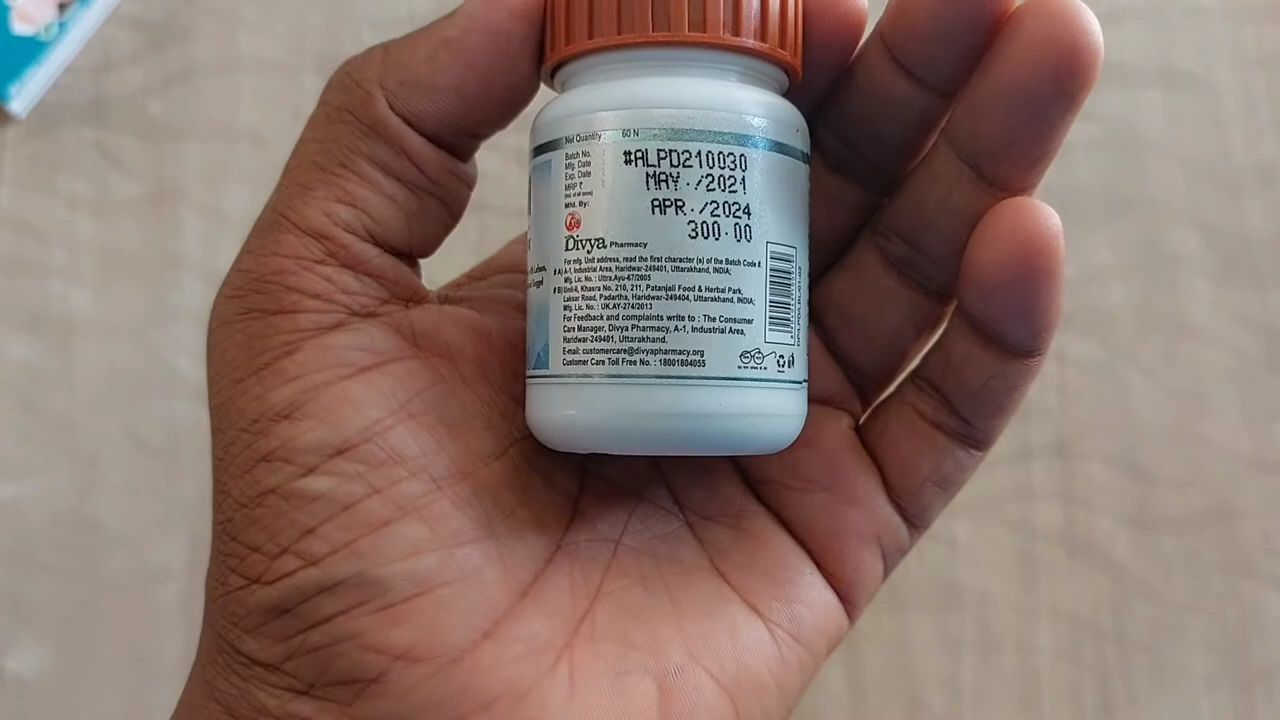 Net Quantity : 60 N
Batch No. #ALPD210030
Mfg. Date MAY./2021
Exp. Date APR./2024
MRP ₹ 300.00
(incl. of all taxes)
Mfd. By:
Divya Pharmacy
For mfg. Unit address, read the first character (s) of the Batch Code #.
# A) A-1, Industrial Area, Haridwar-249401, Uttarakhand, INDIA;
Mfg. Lic. No.: Uttra.Ayu-67/2005
# B) Unit-II, Khasra No. 210, 211, Patanjali Food & Herbal Park,
Laksar Road, Padartha, Haridwar-249404, Uttarakhand, INDIA;
Mfg. Lic. No. : UK.AY-274/2013
For Feedback and complaints write to : The Consumer
Care Manager, Divya Pharmacy, A-1, Industrial Area,
Haridwar-249401, Uttarakhand.
E-mail: customercare@divyapharmacy.org
Customer Care Toll Free No. : 18001804055